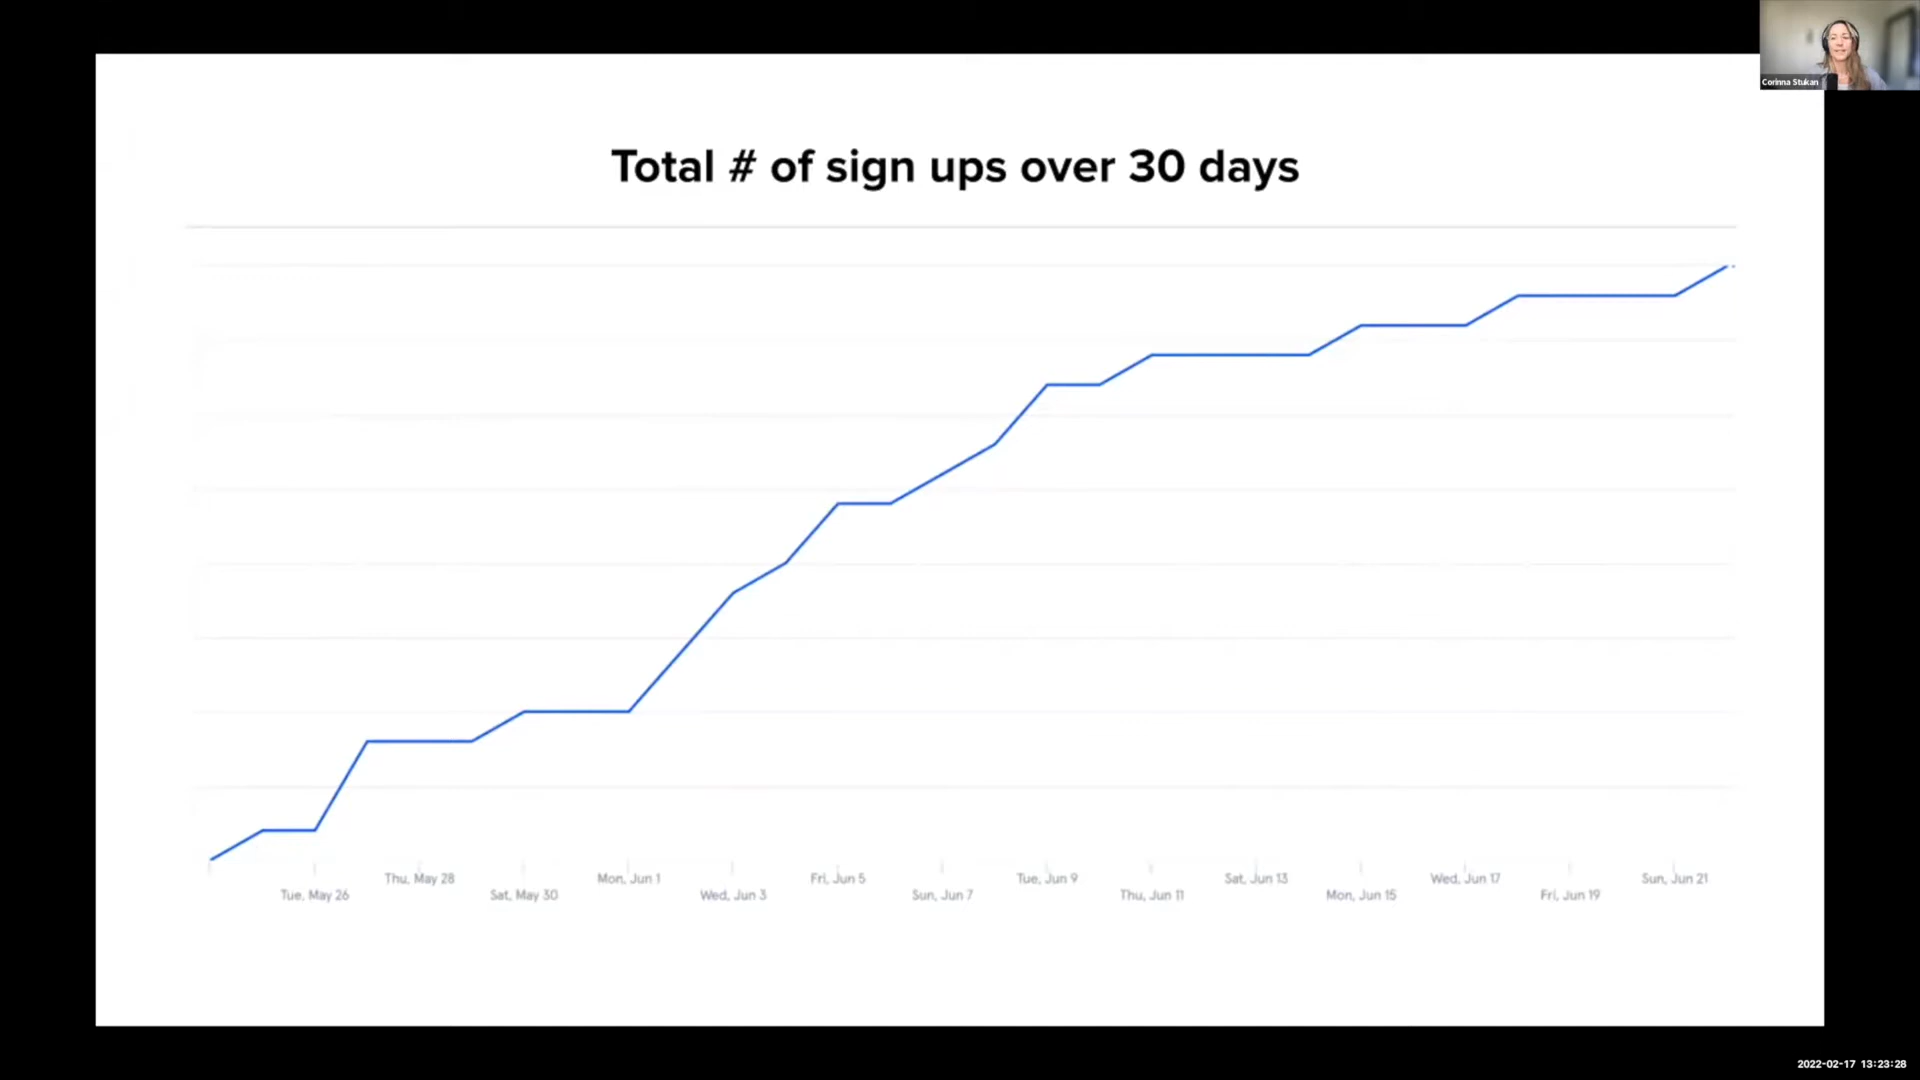 Corinna Stukan
Total # of sign ups over 30 days
Tue, May 26
Thu, May 28
Sat, May 30
Mon, Jun 1
Wed, Jun 3
Fri, Jun 5
Sun, Jun 7
Tue, Jun 9
Thu, Jun 11
Sat, Jun 13
Mon, Jun 15
Wed, Jun 17
Fri, Jun 19
Sun, Jun 21
2022-02-17 13:23:28